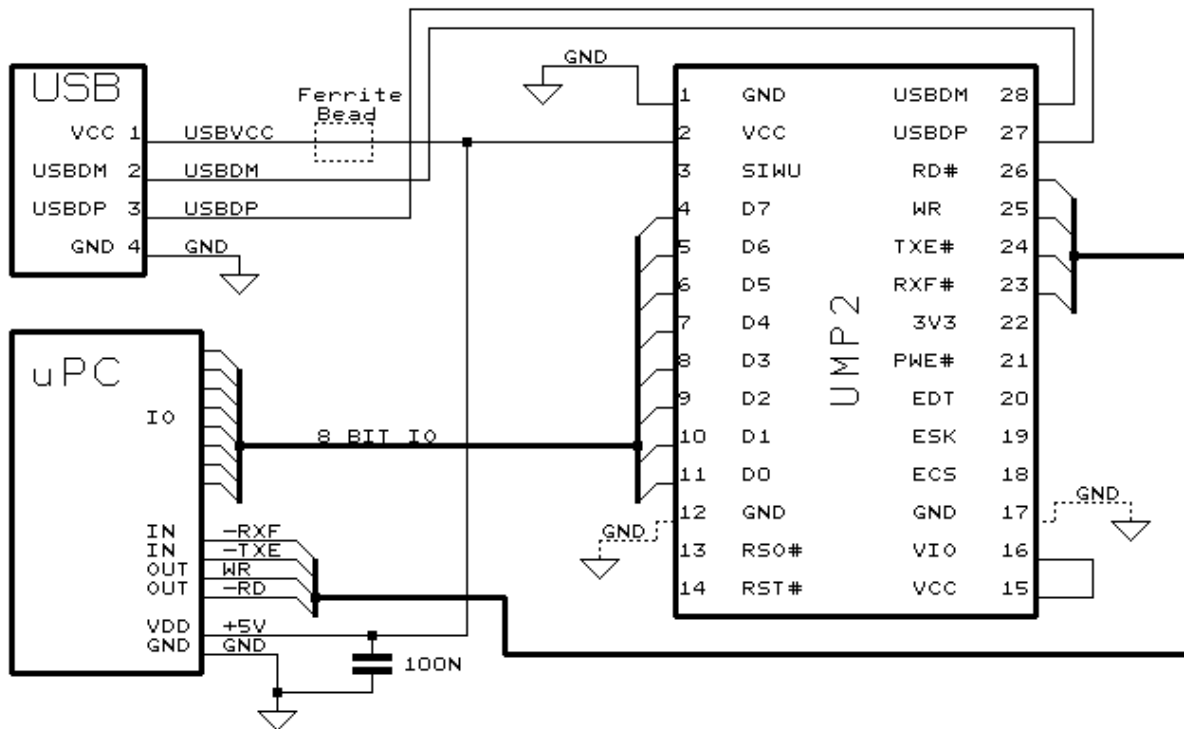 USB
VCC 1 USBVCC
USBDM 2 USBDM
USBDP 3 USBDP
GND 4 GND
Ferrite
Bead
GND
uPC
IO
8 BIT IO
IN -RXF
IN -TXE
OUT WR
OUT -RD
VDD +5V
GND GND
100N
UMP2
1 GND USBDM 28
2 VCC USBDP 27
3 SIWU RD# 26
4 D7 WR 25
5 D6 TXE# 24
6 D5 RXF# 23
7 D4 3V3 22
8 D3 PWE# 21
9 D2 EDT 20
10 D1 ESK 19
11 D0 ECS 18
GND 12 GND GND 17 GND
13 RSO# VIO 16
14 RST# VCC 15